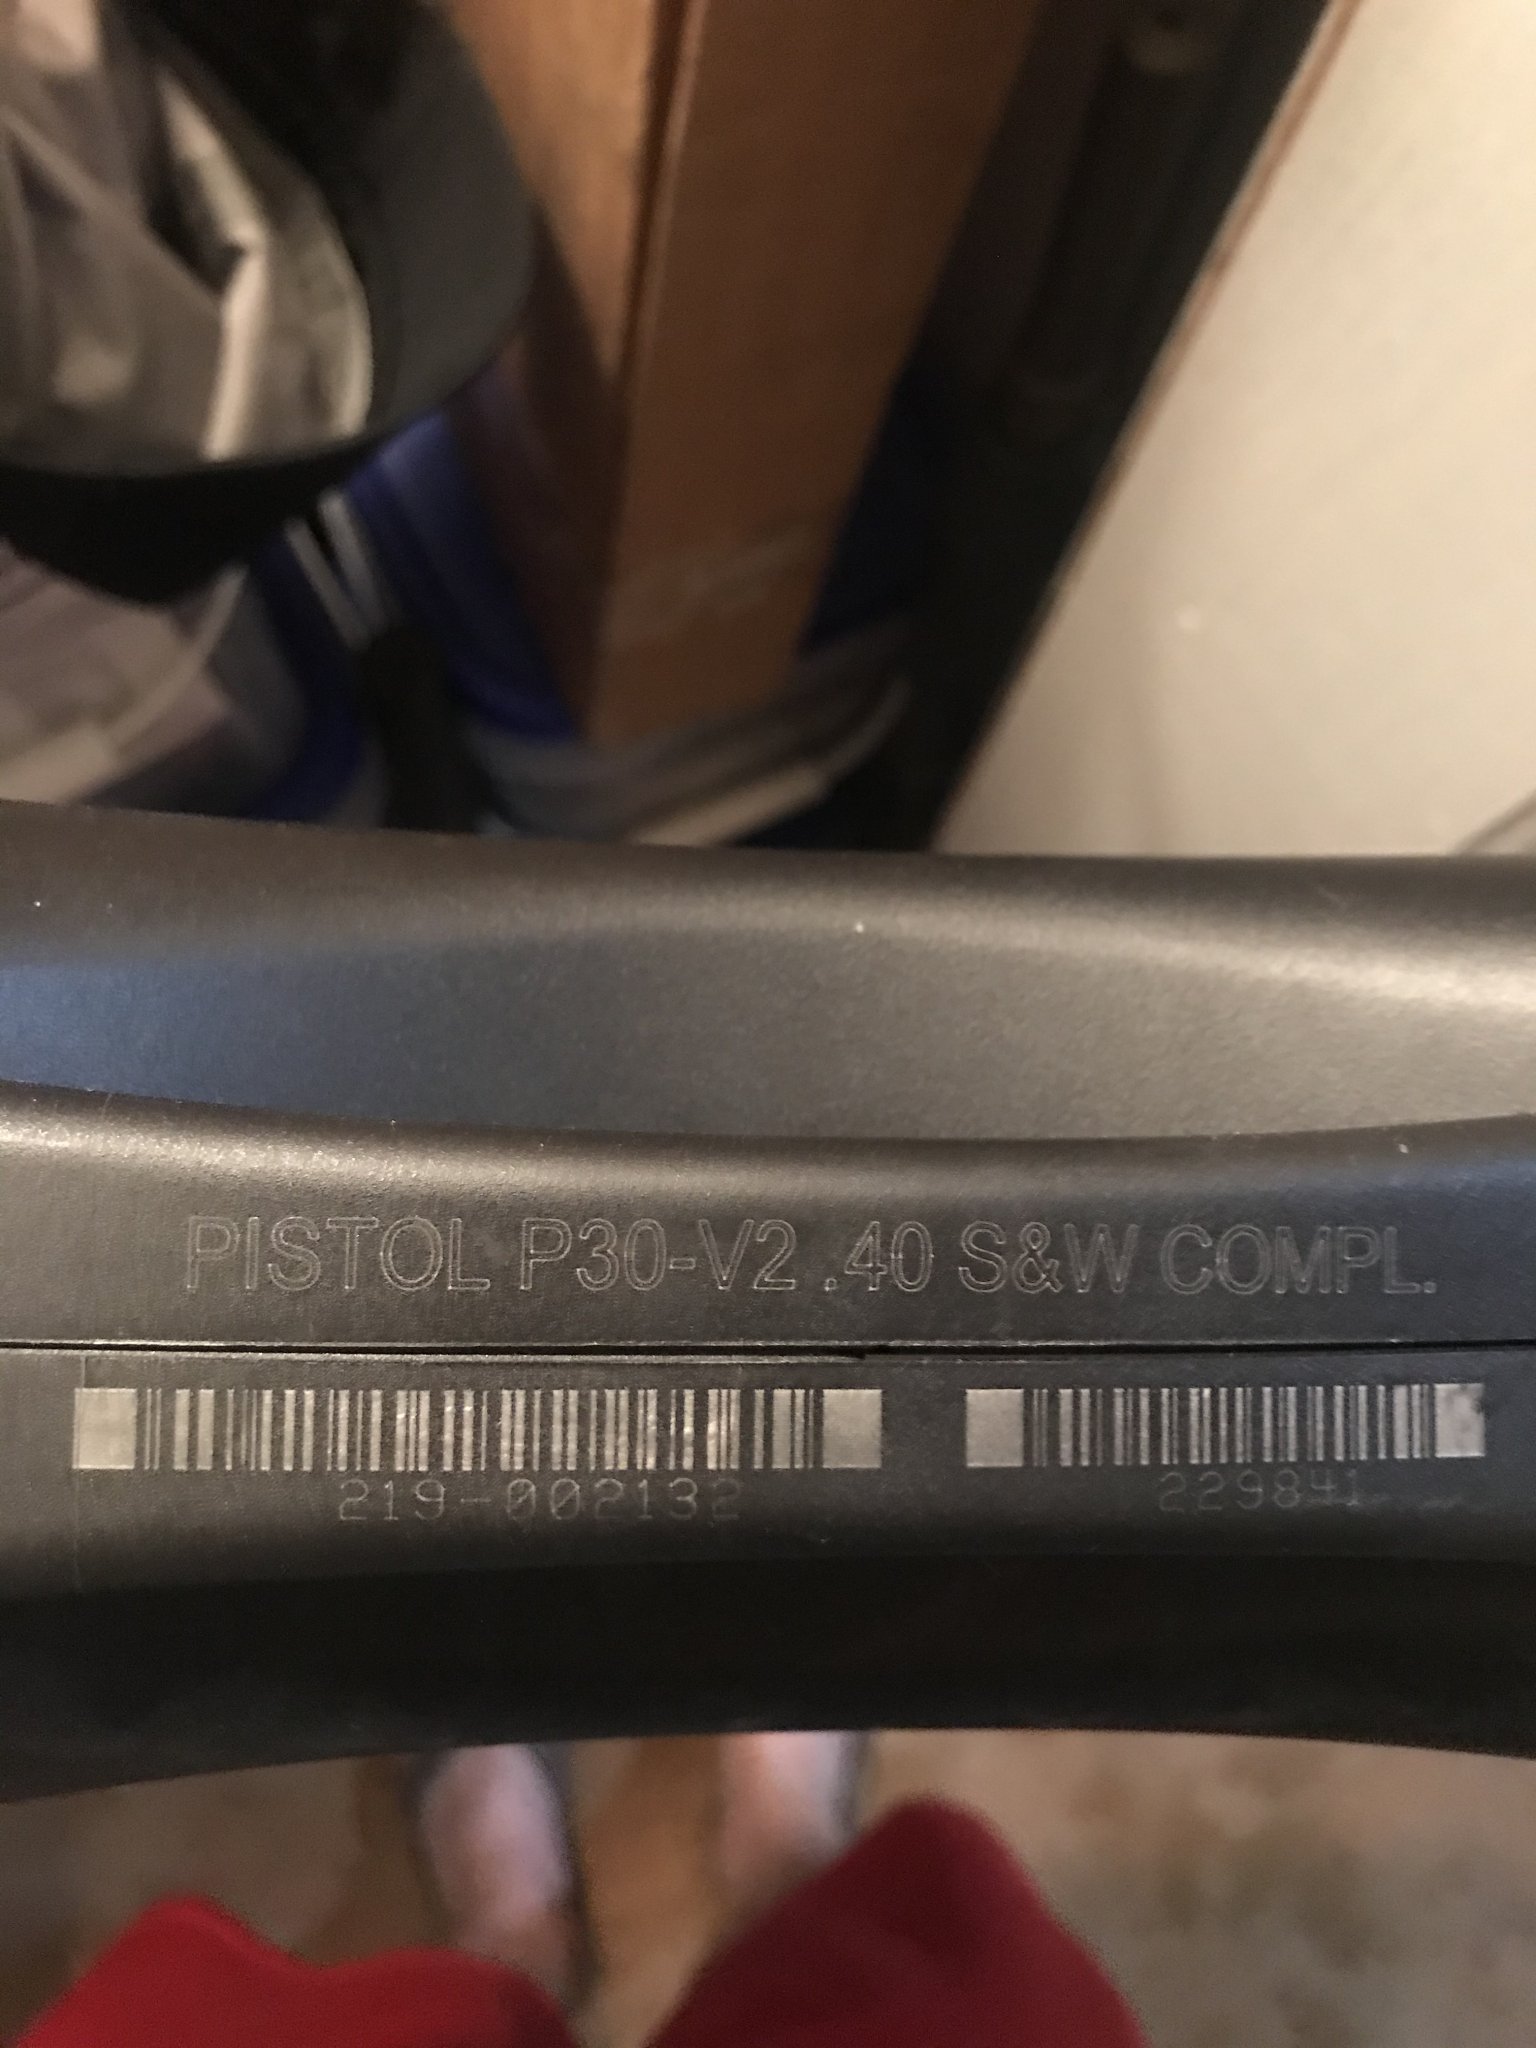 PISTOL P30-V2 .40 S&W COMPL.
219-002132
229841